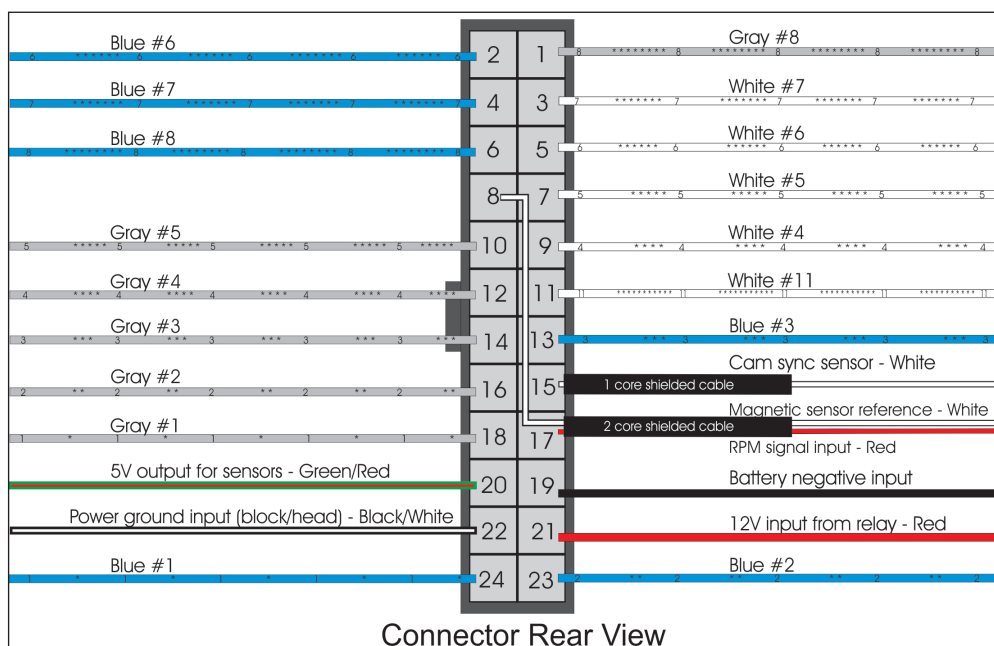 Blue #6
2
1
Gray #8
Blue #7
4
3
White #7
Blue #8
6
5
White #6
8
7
White #5
Gray #5
10
9
White #4
Gray #4
12
11
White #11
Gray #3
14
13
Blue #3
Cam sync sensor - White
Gray #2
16
15
1 core shielded cable
Magnetic sensor reference - White
Gray #1
18
17
2 core shielded cable
RPM signal input - Red
5V output for sensors - Green/Red
20
19
Battery negative input
Power ground input (block/head) - Black/White
22
21
12V input from relay - Red
Blue #1
24
23
Blue #2
Connector Rear View